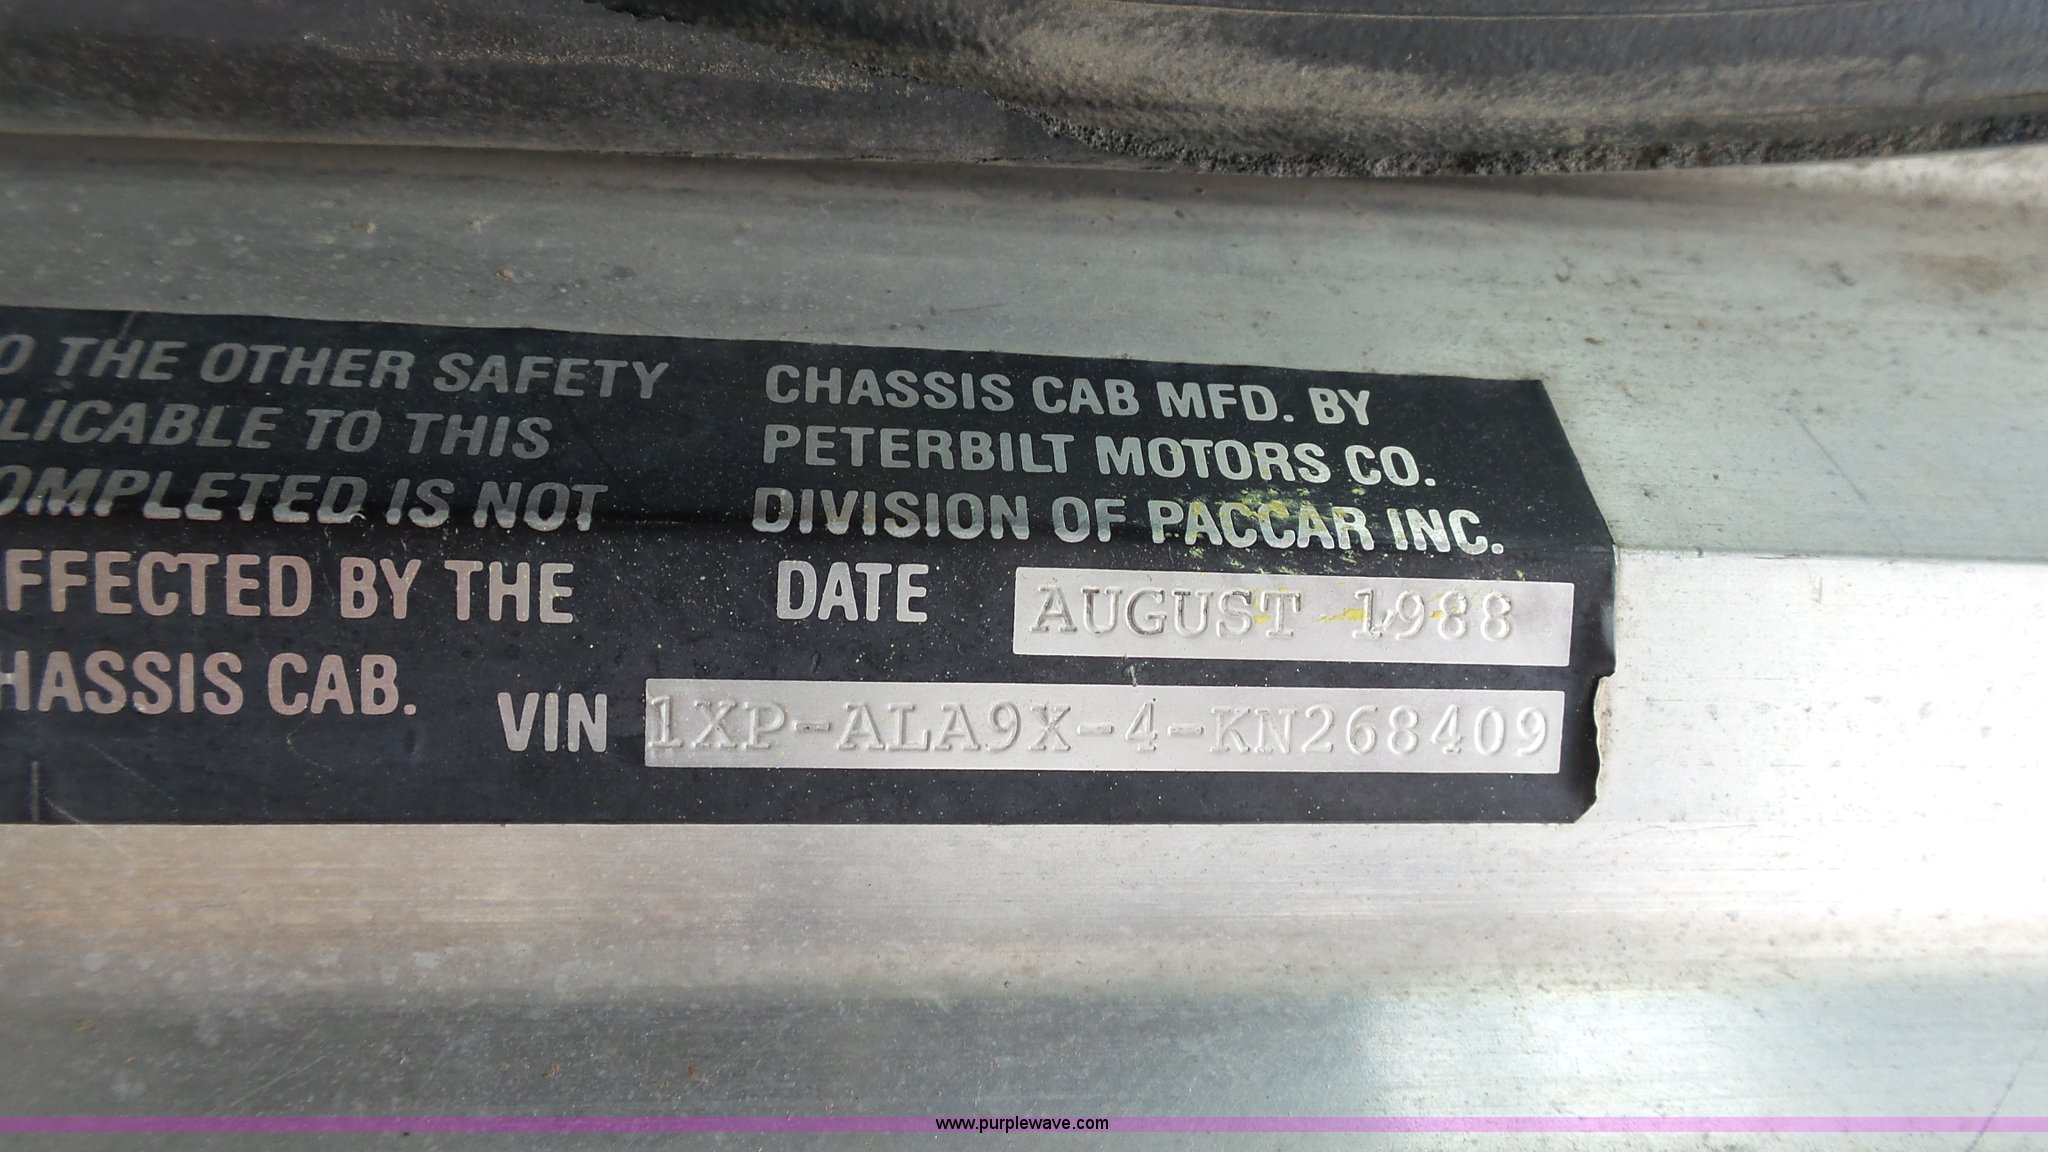 O THE OTHER SAFETY
PLICABLE TO THIS
OMPLETED IS NOT
FFECTED BY THE
HASSIS CAB.
CHASSIS CAB MFD. BY
PETERBILT MOTORS CO.
DIVISION OF PACCAR INC.
DATE AUGUST 1988
VIN 1XP-ALA9X-4-KN268409
www.purplewave.com